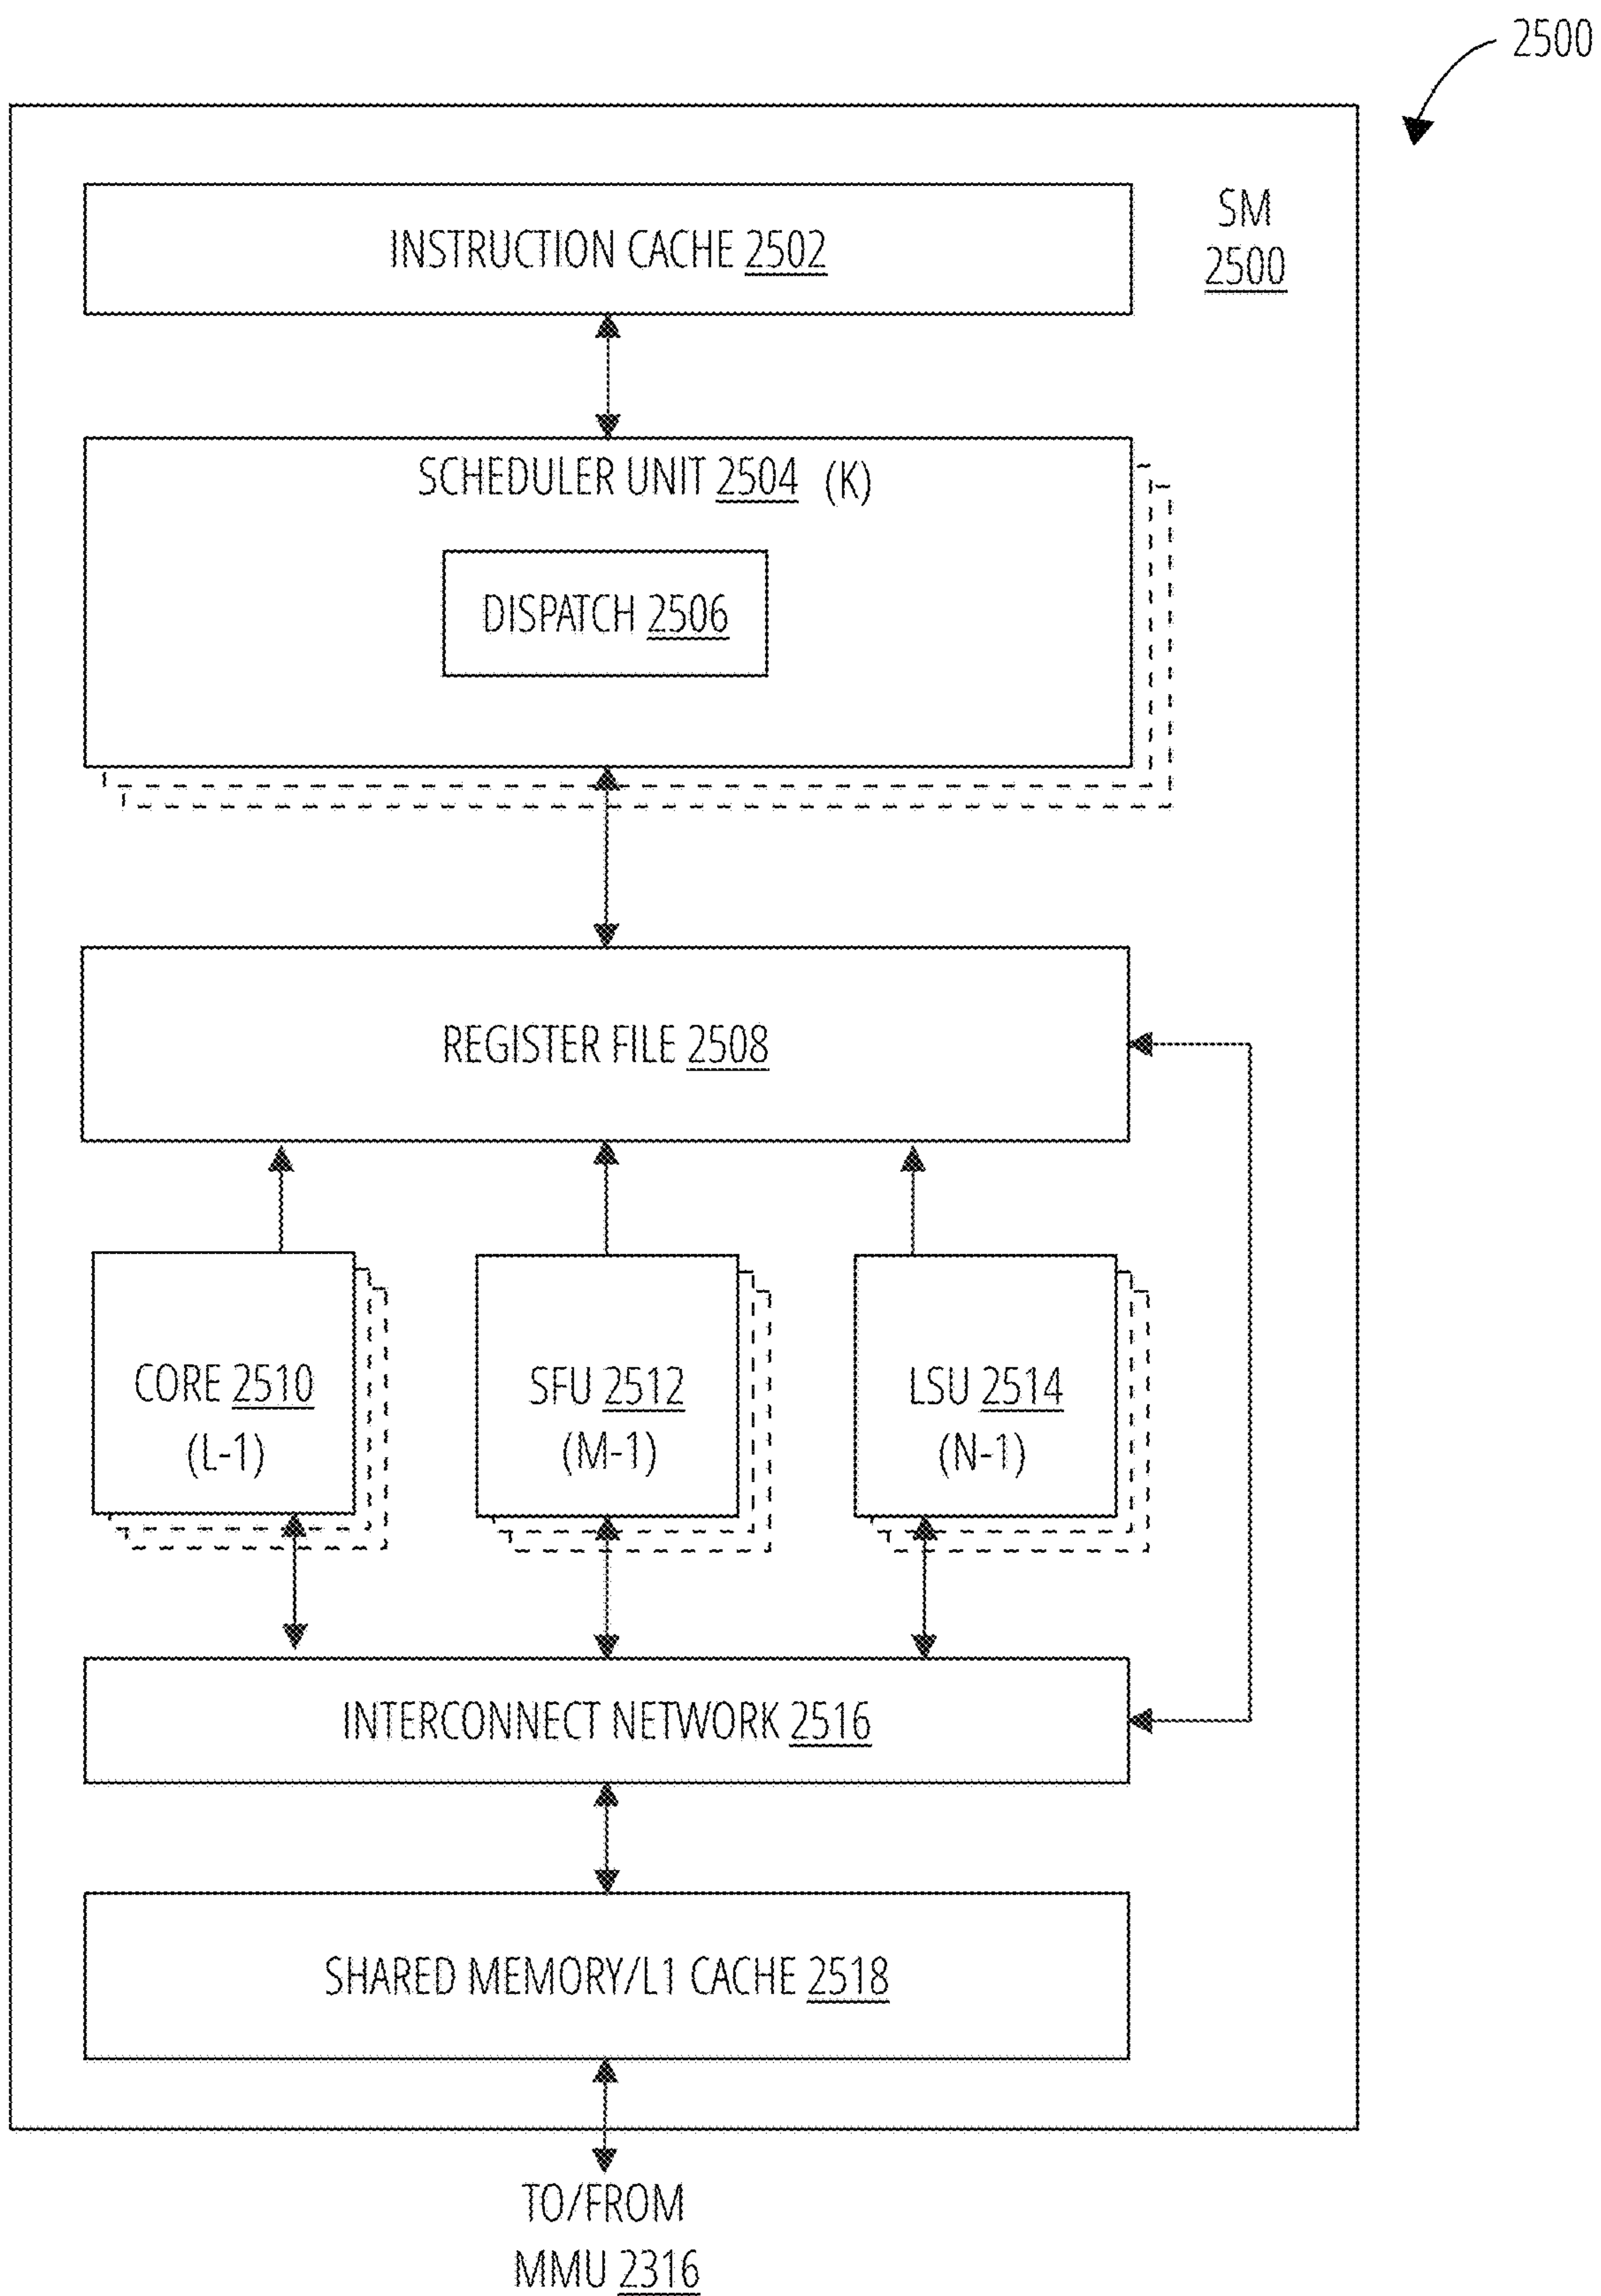 2500
SM
2500
INSTRUCTION CACHE 2502
SCHEDULER UNIT 2504 (K)
DISPATCH 2506
REGISTER FILE 2508
CORE 2510
(L-1)
SFU 2512
(M-1)
LSU 2514
(N-1)
INTERCONNECT NETWORK 2516
SHARED MEMORY/L1 CACHE 2518
TO/FROM
MMU 2316